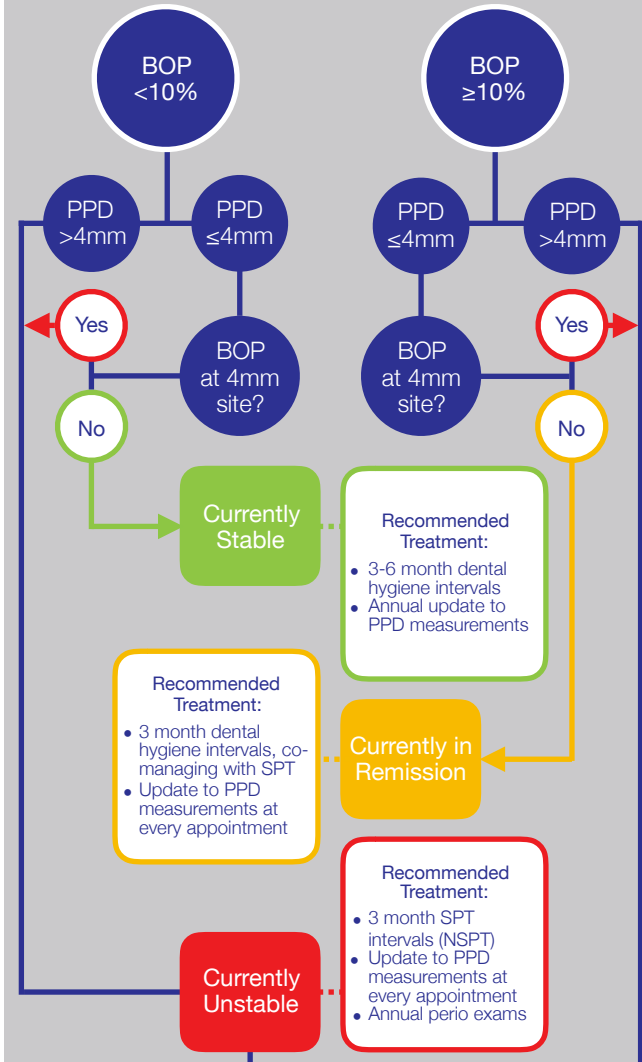 BOP
<10%
BOP
≥10%
PPD
>4mm
PPD
≤4mm
PPD
≤4mm
PPD
>4mm
Yes
BOP
at 4mm
site?
BOP
at 4mm
site?
Yes
No
No
Currently
Stable
Recommended
Treatment:
• 3-6 month dental
hygiene intervals
• Annual update to
PPD measurements
Recommended
Treatment:
• 3 month dental
hygiene intervals, co-
managing with SPT
• Update to PPD
measurements at
every appointment
Currently in
Remission
Currently
Unstable
Recommended
Treatment:
• 3 month SPT
intervals (NSPT)
• Update to PPD
measurements at
every appointment
• Annual perio exams